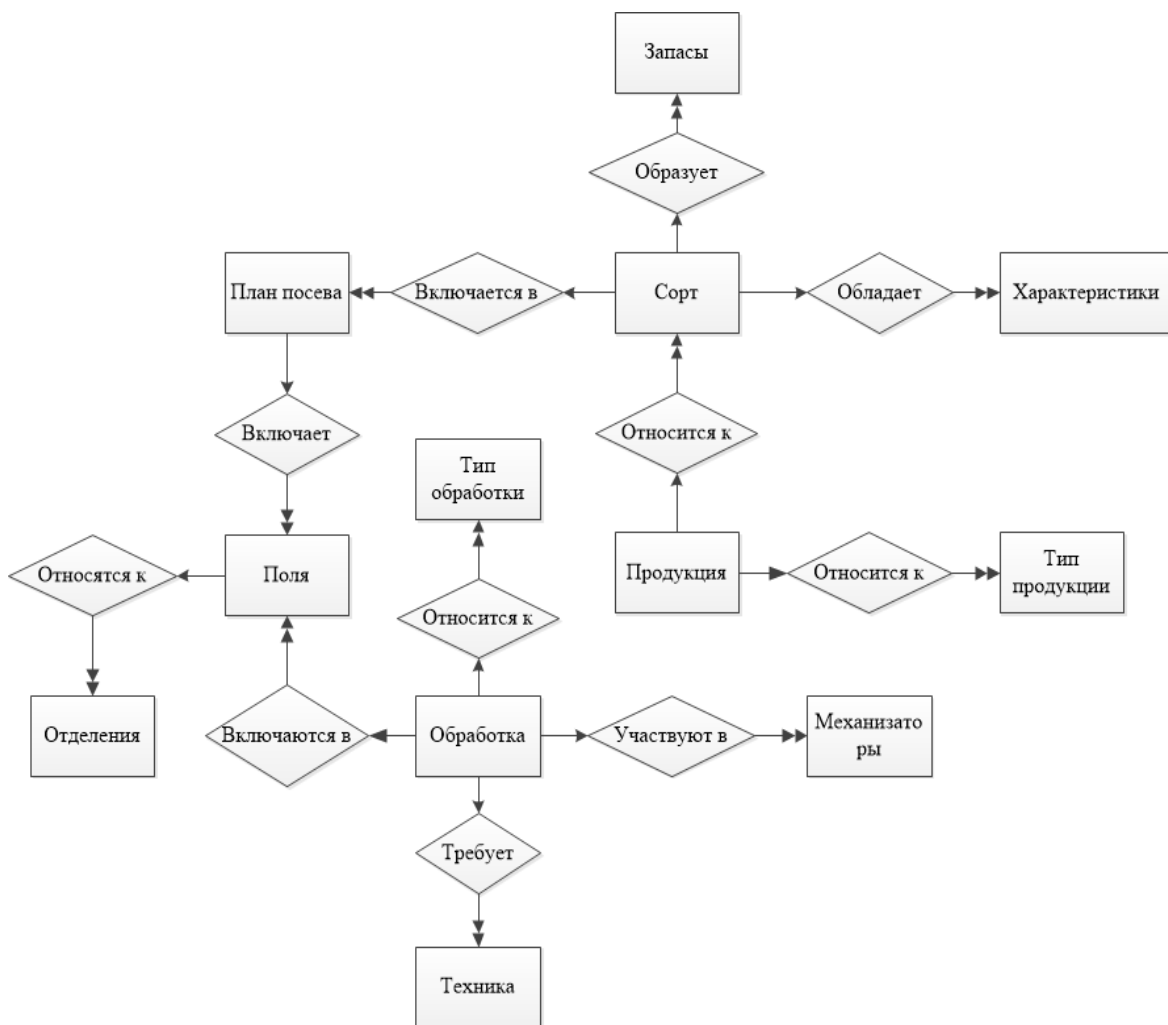 Запасы
Образует
План посева
Включается в
Сорт
Обладает
Характеристики
Включает
Относится к
Тип
обработки
Относятся к
Поля
Продукция
Относится к
Тип
продукции
Относится к
Отделения
Включаются в
Обработка
Участвуют в
Механизато
ры
Требует
Техника